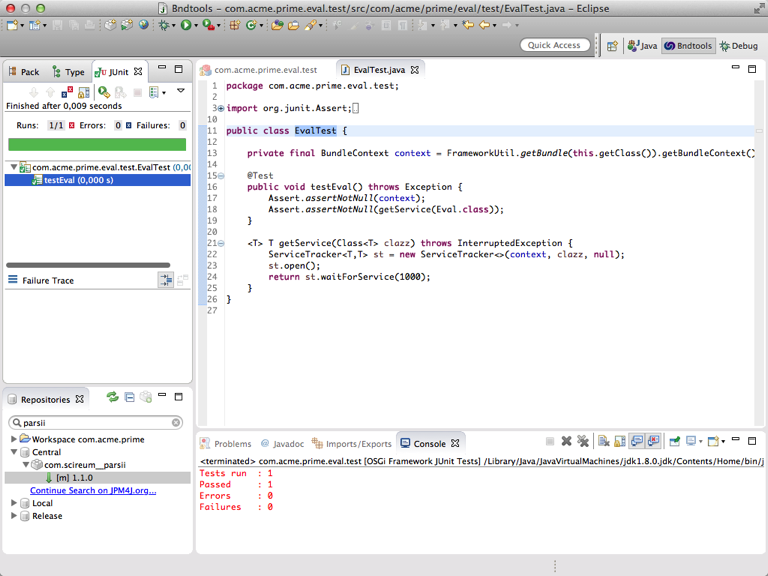 Bndtools - com.acme.prime.eval.test/src/com/acme/prime/eval/test/EvalTest.java - Eclipse
Quick Access
Java
Bndtools
Debug
Pack
Type
JUnit
Finished after 0,009 seconds
Runs: 1/1 Errors: 0 Failures: 0
com.acme.prime.eval.test.EvalTest (0,00
testEval (0,000 s)
Failure Trace
com.acme.prime.eval.test
EvalTest.java
1 package com.acme.prime.eval.test;
2
3 import org.junit.Assert;
10
11 public class EvalTest {
12
13 private final BundleContext context = FrameworkUtil.getBundle(this.getClass()).getBundleContext()
14
15 @Test
16 public void testEval() throws Exception {
17 Assert.assertNotNull(context);
18 Assert.assertNotNull(getService(Eval.class));
19 }
20
21 <T> T getService(Class<T> clazz) throws InterruptedException {
22 ServiceTracker<T,T> st = new ServiceTracker<>(context, clazz, null);
23 st.open();
24 return st.waitForService(1000);
25 }
26 }
27
Repositories
parsii
Workspace com.acme.prime
Central
com.scireum__parsii
[m] 1.1.0
Continue Search on JPM4J.org...
Local
Release
Problems
Javadoc
Imports/Exports
Console
<terminated> com.acme.prime.eval.test [OSGi Framework JUnit Tests] /Library/Java/JavaVirtualMachines/jdk1.8.0.jdk/Contents/Home/bin/j
Tests run : 1
Passed : 1
Errors : 0
Failures : 0